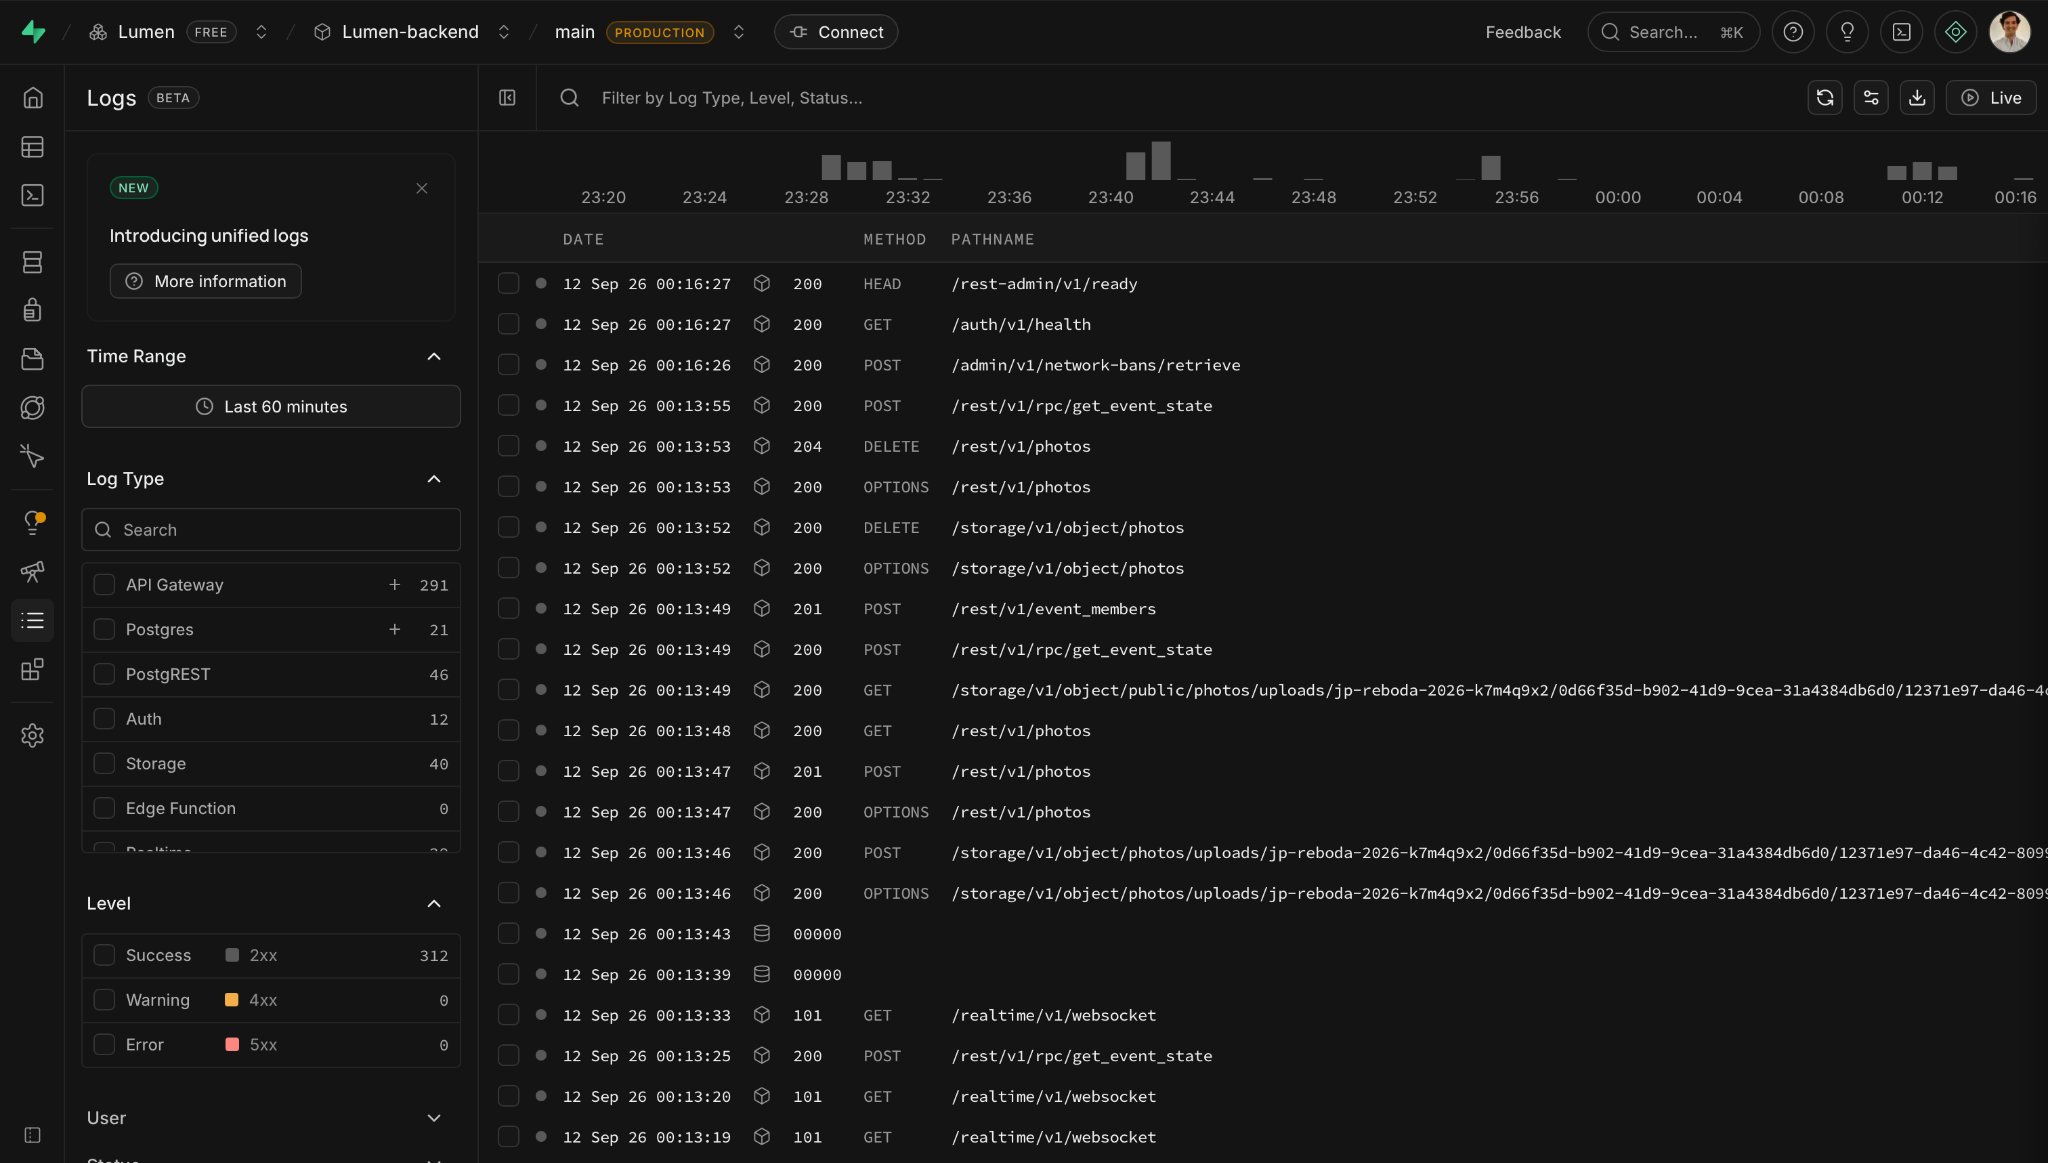 Lumen FREE Lumen-backend main PRODUCTION Connect Feedback Search... ⌘K
Logs BETA
NEW
Introducing unified logs
More information
Time Range
Last 60 minutes
Log Type
Search
API Gateway + 291
Postgres + 21
PostgREST 46
Auth 12
Storage 40
Edge Function 0
Realtime
Level
Success 2xx 312
Warning 4xx 0
Error 5xx 0
User
Status
Filter by Log Type, Level, Status...
Live
23:20 23:24 23:28 23:32 23:36 23:40 23:44 23:48 23:52 23:56 00:00 00:04 00:08 00:12 00:16
DATE METHOD PATHNAME
12 Sep 26 00:16:27 200 HEAD /rest-admin/v1/ready
12 Sep 26 00:16:27 200 GET /auth/v1/health
12 Sep 26 00:16:26 200 POST /admin/v1/network-bans/retrieve
12 Sep 26 00:13:55 200 POST /rest/v1/rpc/get_event_state
12 Sep 26 00:13:53 204 DELETE /rest/v1/photos
12 Sep 26 00:13:53 200 OPTIONS /rest/v1/photos
12 Sep 26 00:13:52 200 DELETE /storage/v1/object/photos
12 Sep 26 00:13:52 200 OPTIONS /storage/v1/object/photos
12 Sep 26 00:13:49 201 POST /rest/v1/event_members
12 Sep 26 00:13:49 200 POST /rest/v1/rpc/get_event_state
12 Sep 26 00:13:49 200 GET /storage/v1/object/public/photos/uploads/jp-reboda-2026-k7m4q9x2/0d66f35d-b902-41d9-9cea-31a4384db6d0/12371e97-da46-4c
12 Sep 26 00:13:48 200 GET /rest/v1/photos
12 Sep 26 00:13:47 201 POST /rest/v1/photos
12 Sep 26 00:13:47 200 OPTIONS /rest/v1/photos
12 Sep 26 00:13:46 200 POST /storage/v1/object/photos/uploads/jp-reboda-2026-k7m4q9x2/0d66f35d-b902-41d9-9cea-31a4384db6d0/12371e97-da46-4c42-8099
12 Sep 26 00:13:46 200 OPTIONS /storage/v1/object/photos/uploads/jp-reboda-2026-k7m4q9x2/0d66f35d-b902-41d9-9cea-31a4384db6d0/12371e97-da46-4c42-8099
12 Sep 26 00:13:43 00000
12 Sep 26 00:13:39 00000
12 Sep 26 00:13:33 101 GET /realtime/v1/websocket
12 Sep 26 00:13:25 200 POST /rest/v1/rpc/get_event_state
12 Sep 26 00:13:20 101 GET /realtime/v1/websocket
12 Sep 26 00:13:19 101 GET /realtime/v1/websocket